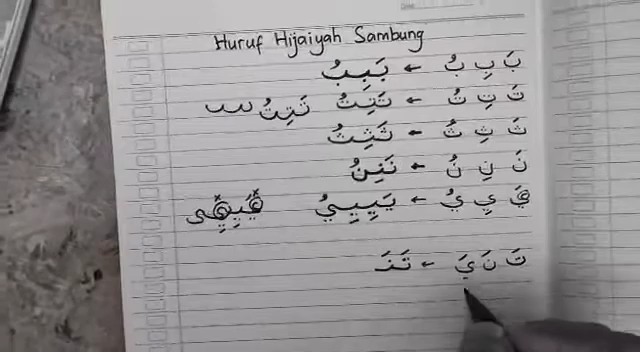 Huruf Hijaiyah Sambung
بَ بِ بُ ← بَبِبُ
تَ تِ تُ ← تَتِتُ تَتِتُ
ثَ ثِ ثُ ← ثَثِثُ
نَ نِ نُ ← نَنِنُ
يَ يِ يُ ← يَيِيُ
تَ نَ يَ ← تَنَ